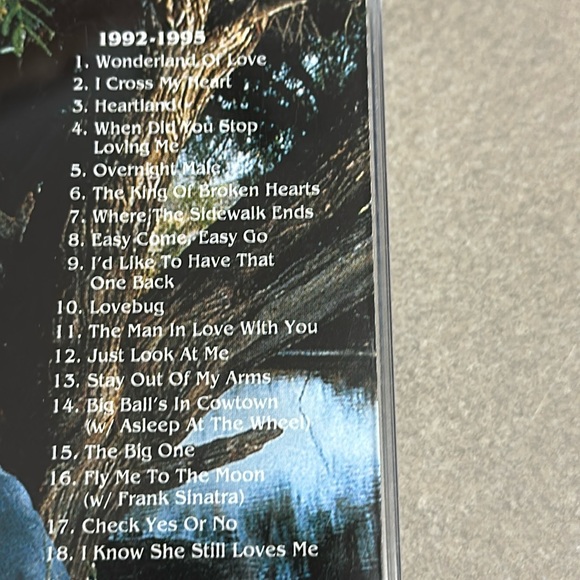 1992-1995
1. Wonderland Of Love
2. I Cross My Heart
3. Heartland
4. When Did You Stop
Loving Me
5. Overnight Male
6. The King Of Broken Hearts
7. Where The Sidewalk Ends
8. Easy Come, Easy Go
9. I'd Like To Have That
One Back
10. Lovebug
11. The Man In Love With You
12. Just Look At Me
13. Stay Out Of My Arms
14. Big Ball's In Cowtown
(w/ Asleep At The Wheel)
15. The Big One
16. Fly Me To The Moon
(w/ Frank Sinatra)
17. Check Yes Or No
18. I Know She Still Loves Me